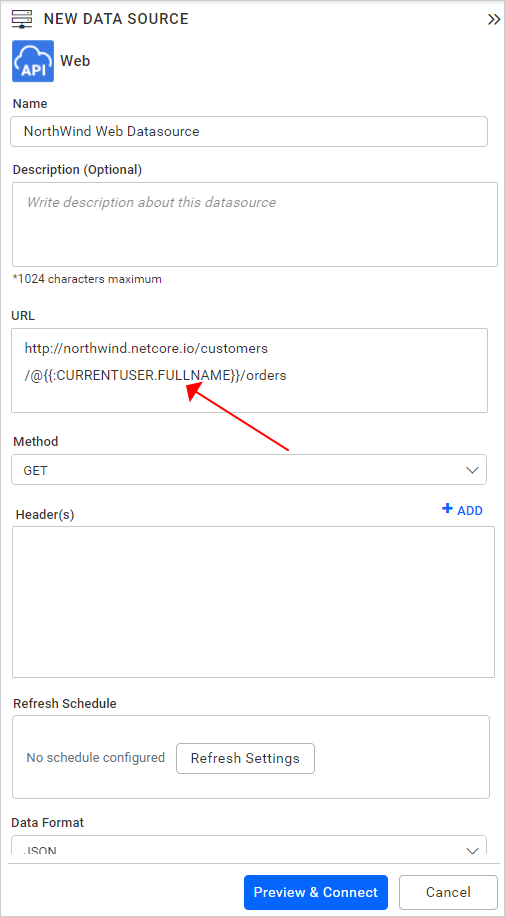 NEW DATA SOURCE
API
Web
Name
NorthWind Web Datasource
Description (Optional)
Write description about this datasource
*1024 characters maximum
URL
http://northwind.netcore.io/customers
/@{{:CURRENTUSER.FULLNAME}}/orders
Method
GET
Header(s)
+ ADD
Refresh Schedule
No schedule configured
Refresh Settings
Data Format
JSON
Preview & Connect
Cancel